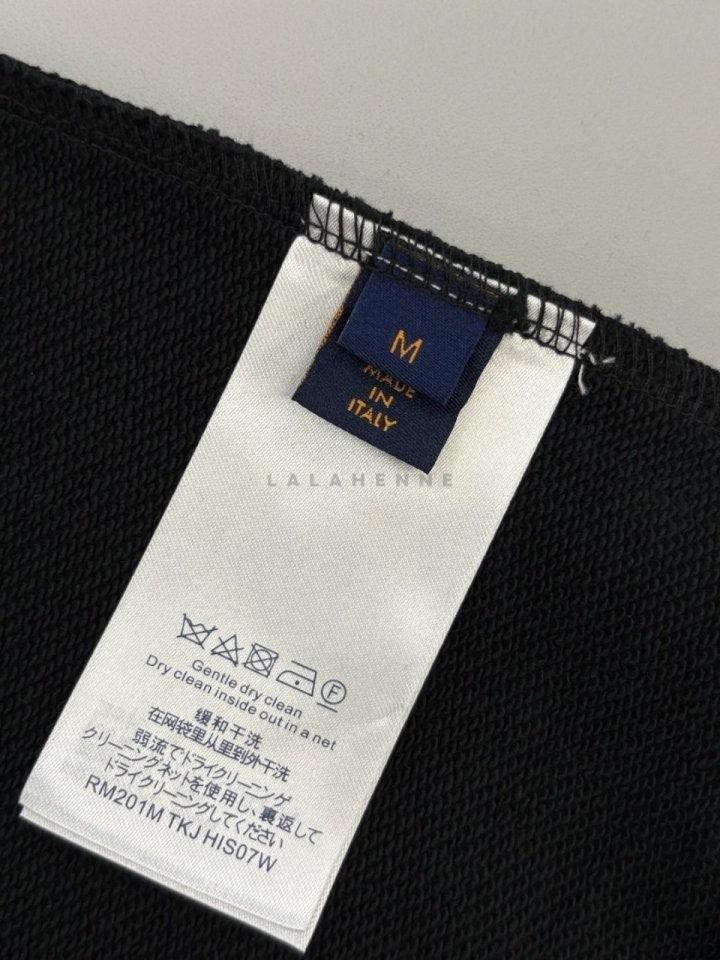 M
MADE
IN
ITALY
LALAHENNE
F
Gentle dry clean
Dry clean inside out in a net
缓和干洗
在网袋里从里到外干洗
弱流でドライクリーニング
クリーニングネットを使用し、裏返して
ドライクリーニングしてください
RM201M TKJ HIS07W